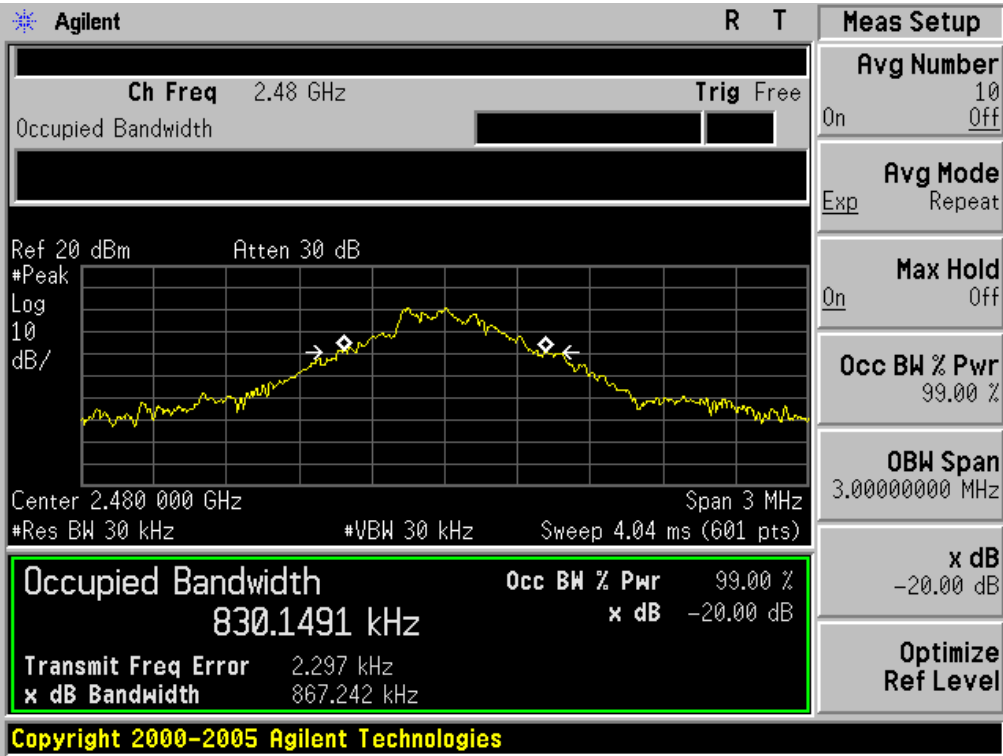 Agilent R T
Ch Freq 2.48 GHz Trig Free
Occupied Bandwidth
Ref 20 dBm Atten 30 dB
#Peak
Log
10
dB/
Center 2.480 000 GHz Span 3 MHz
#Res BW 30 kHz #VBW 30 kHz Sweep 4.04 ms (601 pts)
Occupied Bandwidth
830.1491 kHz
Occ BW % Pwr 99.00 %
x dB -20.00 dB
Transmit Freq Error 2.297 kHz
x dB Bandwidth 867.242 kHz
Copyright 2000-2005 Agilent Technologies
Meas Setup
Avg Number
10
On Off
Avg Mode
Exp Repeat
Max Hold
On Off
Occ BW % Pwr
99.00 %
OBW Span
3.00000000 MHz
x dB
-20.00 dB
Optimize
Ref Level